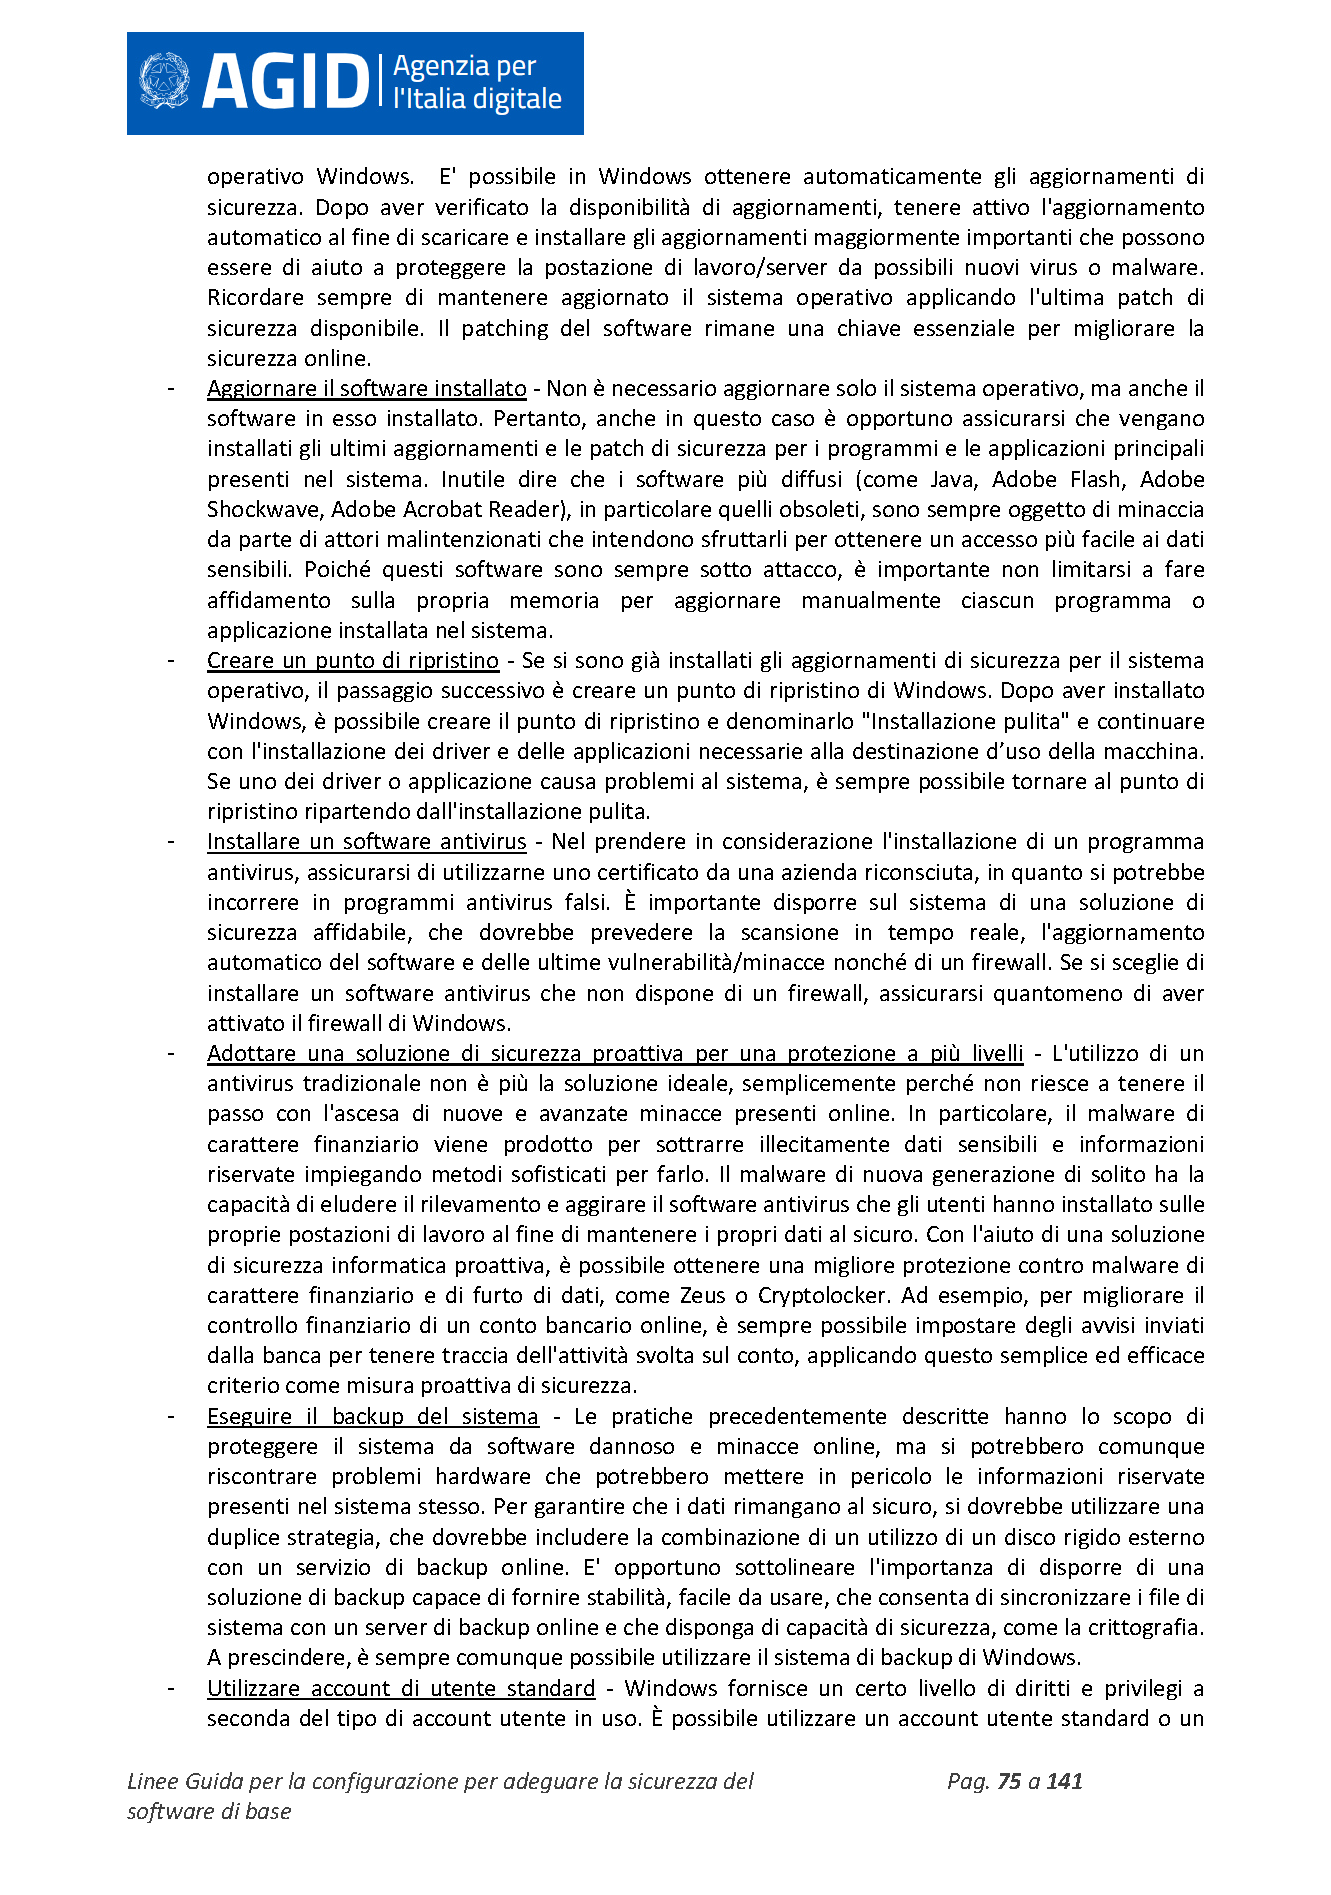 AGID
Agenzia per
l'Italia digitale
operativo Windows.  E' possibile in Windows ottenere automaticamente gli aggiornamenti di
sicurezza. Dopo aver verificato la disponibilità di aggiornamenti, tenere attivo l'aggiornamento
automatico al fine di scaricare e installare gli aggiornamenti maggiormente importanti che possono
essere di aiuto a proteggere la postazione di lavoro/server da possibili nuovi virus o malware.
Ricordare sempre di mantenere aggiornato il sistema operativo applicando l'ultima patch di
sicurezza disponibile. Il patching del software rimane una chiave essenziale per migliorare la
sicurezza online.
- Aggiornare il software installato - Non è necessario aggiornare solo il sistema operativo, ma anche il
software in esso installato. Pertanto, anche in questo caso è opportuno assicurarsi che vengano
installati gli ultimi aggiornamenti e le patch di sicurezza per i programmi e le applicazioni principali
presenti nel sistema. Inutile dire che i software più diffusi (come Java, Adobe Flash, Adobe
Shockwave, Adobe Acrobat Reader), in particolare quelli obsoleti, sono sempre oggetto di minaccia
da parte di attori malintenzionati che intendono sfruttarli per ottenere un accesso più facile ai dati
sensibili. Poiché questi software sono sempre sotto attacco, è importante non limitarsi a fare
affidamento sulla propria memoria per aggiornare manualmente ciascun programma o
applicazione installata nel sistema.
- Creare un punto di ripristino - Se si sono già installati gli aggiornamenti di sicurezza per il sistema
operativo, il passaggio successivo è creare un punto di ripristino di Windows. Dopo aver installato
Windows, è possibile creare il punto di ripristino e denominarlo "Installazione pulita" e continuare
con l'installazione dei driver e delle applicazioni necessarie alla destinazione d’uso della macchina.
Se uno dei driver o applicazione causa problemi al sistema, è sempre possibile tornare al punto di
ripristino ripartendo dall'installazione pulita.
- Installare un software antivirus - Nel prendere in considerazione l'installazione di un programma
antivirus, assicurarsi di utilizzarne uno certificato da una azienda riconsciuta, in quanto si potrebbe
incorrere in programmi antivirus falsi. È importante disporre sul sistema di una soluzione di
sicurezza affidabile, che dovrebbe prevedere la scansione in tempo reale, l'aggiornamento
automatico del software e delle ultime vulnerabilità/minacce nonché di un firewall. Se si sceglie di
installare un software antivirus che non dispone di un firewall, assicurarsi quantomeno di aver
attivato il firewall di Windows.
- Adottare una soluzione di sicurezza proattiva per una protezione a più livelli - L'utilizzo di un
antivirus tradizionale non è più la soluzione ideale, semplicemente perché non riesce a tenere il
passo con l'ascesa di nuove e avanzate minacce presenti online. In particolare, il malware di
carattere finanziario viene prodotto per sottrarre illecitamente dati sensibili e informazioni
riservate impiegando metodi sofisticati per farlo. Il malware di nuova generazione di solito ha la
capacità di eludere il rilevamento e aggirare il software antivirus che gli utenti hanno installato sulle
proprie postazioni di lavoro al fine di mantenere i propri dati al sicuro. Con l'aiuto di una soluzione
di sicurezza informatica proattiva, è possibile ottenere una migliore protezione contro malware di
carattere finanziario e di furto di dati, come Zeus o Cryptolocker. Ad esempio, per migliorare il
controllo finanziario di un conto bancario online, è sempre possibile impostare degli avvisi inviati
dalla banca per tenere traccia dell'attività svolta sul conto, applicando questo semplice ed efficace
criterio come misura proattiva di sicurezza.
- Eseguire il backup del sistema - Le pratiche precedentemente descritte hanno lo scopo di
proteggere il sistema da software dannoso e minacce online, ma si potrebbero comunque
riscontrare problemi hardware che potrebbero mettere in pericolo le informazioni riservate
presenti nel sistema stesso. Per garantire che i dati rimangano al sicuro, si dovrebbe utilizzare una
duplice strategia, che dovrebbe includere la combinazione di un utilizzo di un disco rigido esterno
con un servizio di backup online. E' opportuno sottolineare l'importanza di disporre di una
soluzione di backup capace di fornire stabilità, facile da usare, che consenta di sincronizzare i file di
sistema con un server di backup online e che disponga di capacità di sicurezza, come la crittografia.
A prescindere, è sempre comunque possibile utilizzare il sistema di backup di Windows.
- Utilizzare account di utente standard - Windows fornisce un certo livello di diritti e privilegi a
seconda del tipo di account utente in uso. È possibile utilizzare un account utente standard o un
Linee Guida per la configurazione per adeguare la sicurezza del
software di base
Pag. 75 a 141